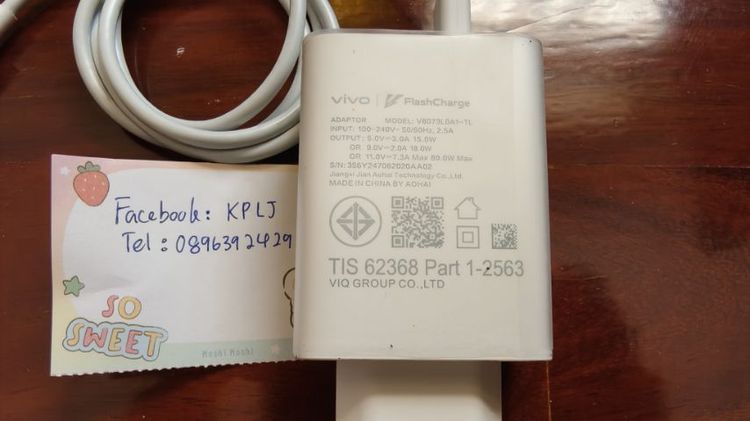 vivo FlashCharge
ADAPTOR MODEL: V8073L0A1-TL
INPUT: 100-240V~50/60Hz, 2.5A
OUTPUT: 5.0V⎓3.0A 15.0W
OR 9.0V⎓2.0A 18.0W
OR 11.0V⎓7.3A Max 80.0W Max
S/N: 3S6Y247062020AA02
Jiangxi Jian Aohai Technology Co.,Ltd.
MADE IN CHINA BY AOHAI
TIS 62368 Part 1-2563
VIQ GROUP CO.,LTD
Facebook: KPLJ
Tel: 0896392429
SO
SWEET
Moshi Moshi